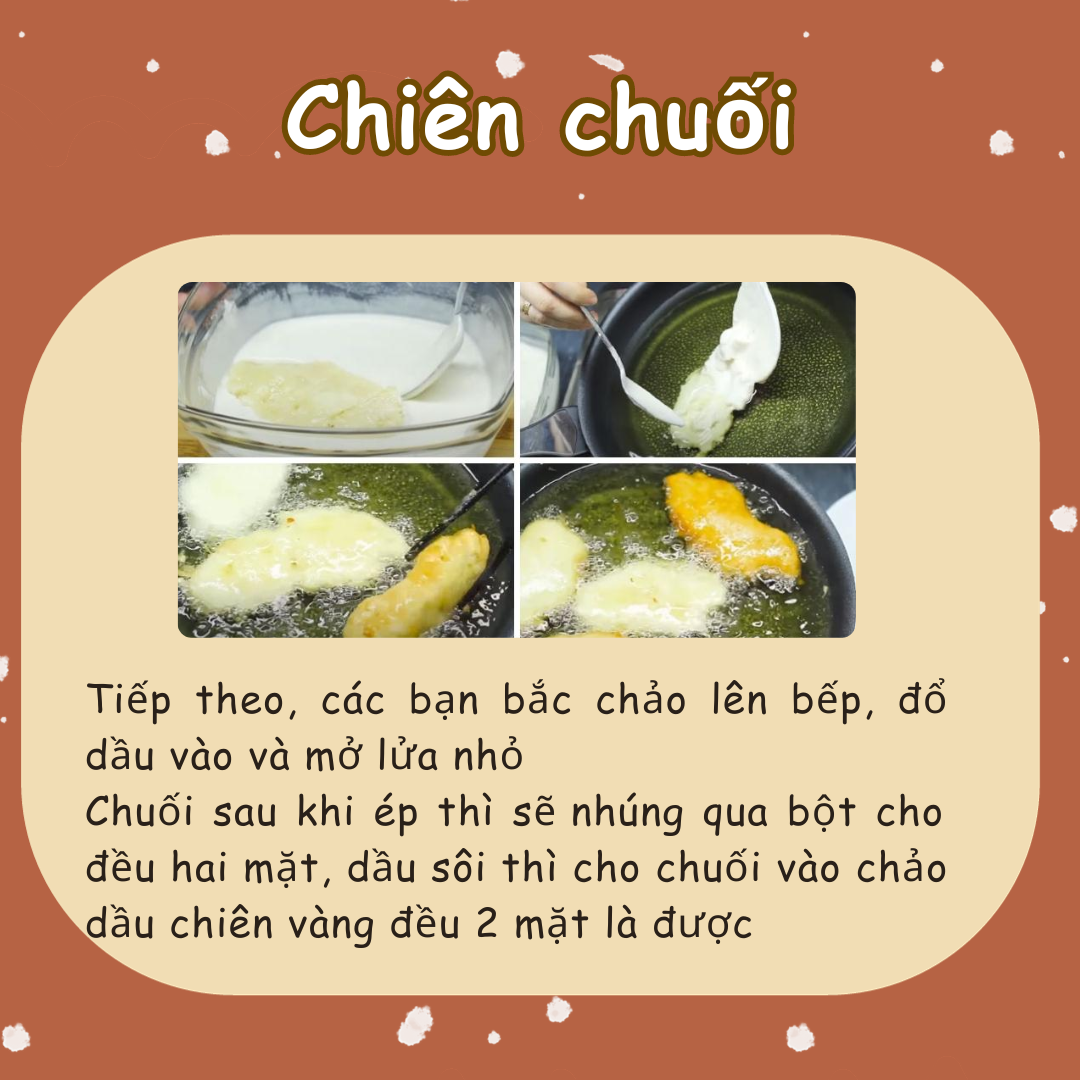 Chiên chuối
Tiếp theo, các bạn bắc chảo lên bếp, đổ
dầu vào và mở lửa nhỏ
Chuối sau khi ép thì sẽ nhúng qua bột cho
đều hai mặt, dầu sôi thì cho chuối vào chảo
dầu chiên vàng đều 2 mặt là được